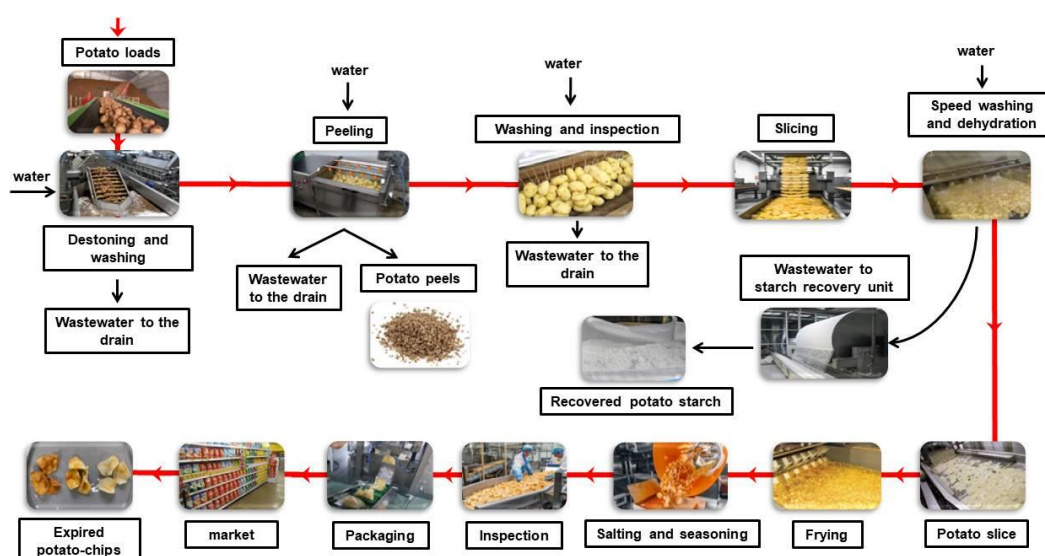 Potato loads
water
Peeling
water
Washing and inspection
water
Slicing
water
Speed washing
and dehydration
Destoning and
washing
Wastewater to the
drain
Wastewater
to the drain
Potato peels
Wastewater to the
drain
Wastewater to
starch recovery unit
Recovered potato starch
Expired
potato-chips
market
Packaging
Inspection
Salting and seasoning
Frying
Potato slice